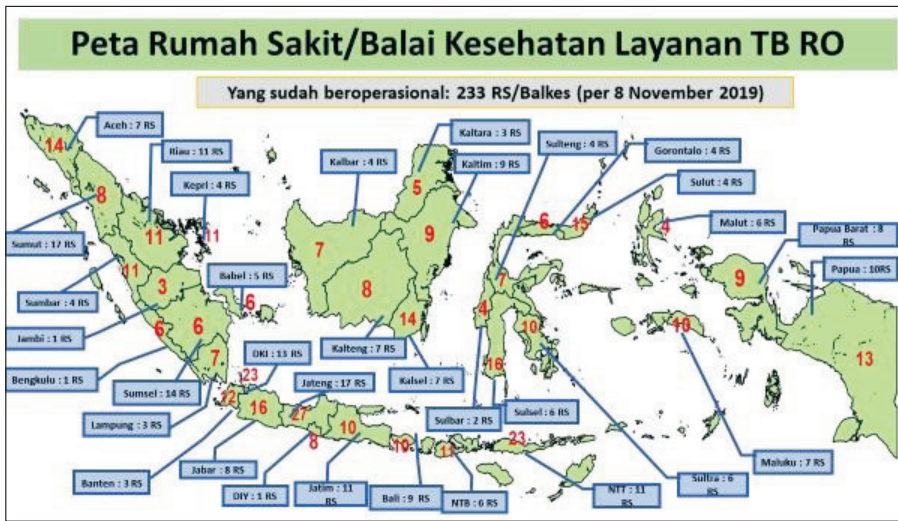 Peta Rumah Sakit/Balai Kesehatan Layanan TB RO
Yang sudah beroperasional: 233 RS/Balkes (per 8 November 2019)
Aceh : 7 RS
Riau : 11 RS
Kepri : 4 RS
Kalbar : 4 RS
Kaltara : 3 RS
Kaltim : 9 RS
Sulteng : 4 RS
Gorontalo : 4 RS
Sulut : 4 RS
Malut : 6 RS
Papua Barat : 8
RS
Papua : 10RS
Sumut : 17 RS
Babel : 5 RS
Sumbar : 4 RS
Jambi : 1 RS
Bengkulu : 1 RS
Sumsel : 14 RS
Lampung : 3 RS
Banten : 3 RS
DKI : 13 RS
Jateng : 17 RS
Jabar : 8 RS
DIY : 1 RS
Jatim : 11
RS
Kalteng : 7 RS
Kalsel : 7 RS
Sulbar : 2 RS
Sulsel : 6 RS
Bali : 9 RS
NTB : 6 RS
NTT : 11
RS
Sultra : 6
RS
Maluku : 7
RS
14
8
11
11
11
3
6
6
6
7
12
23
16
27
8
10
19
11
23
7
8
5
9
14
6
15
7
4
10
16
4
10
9
13